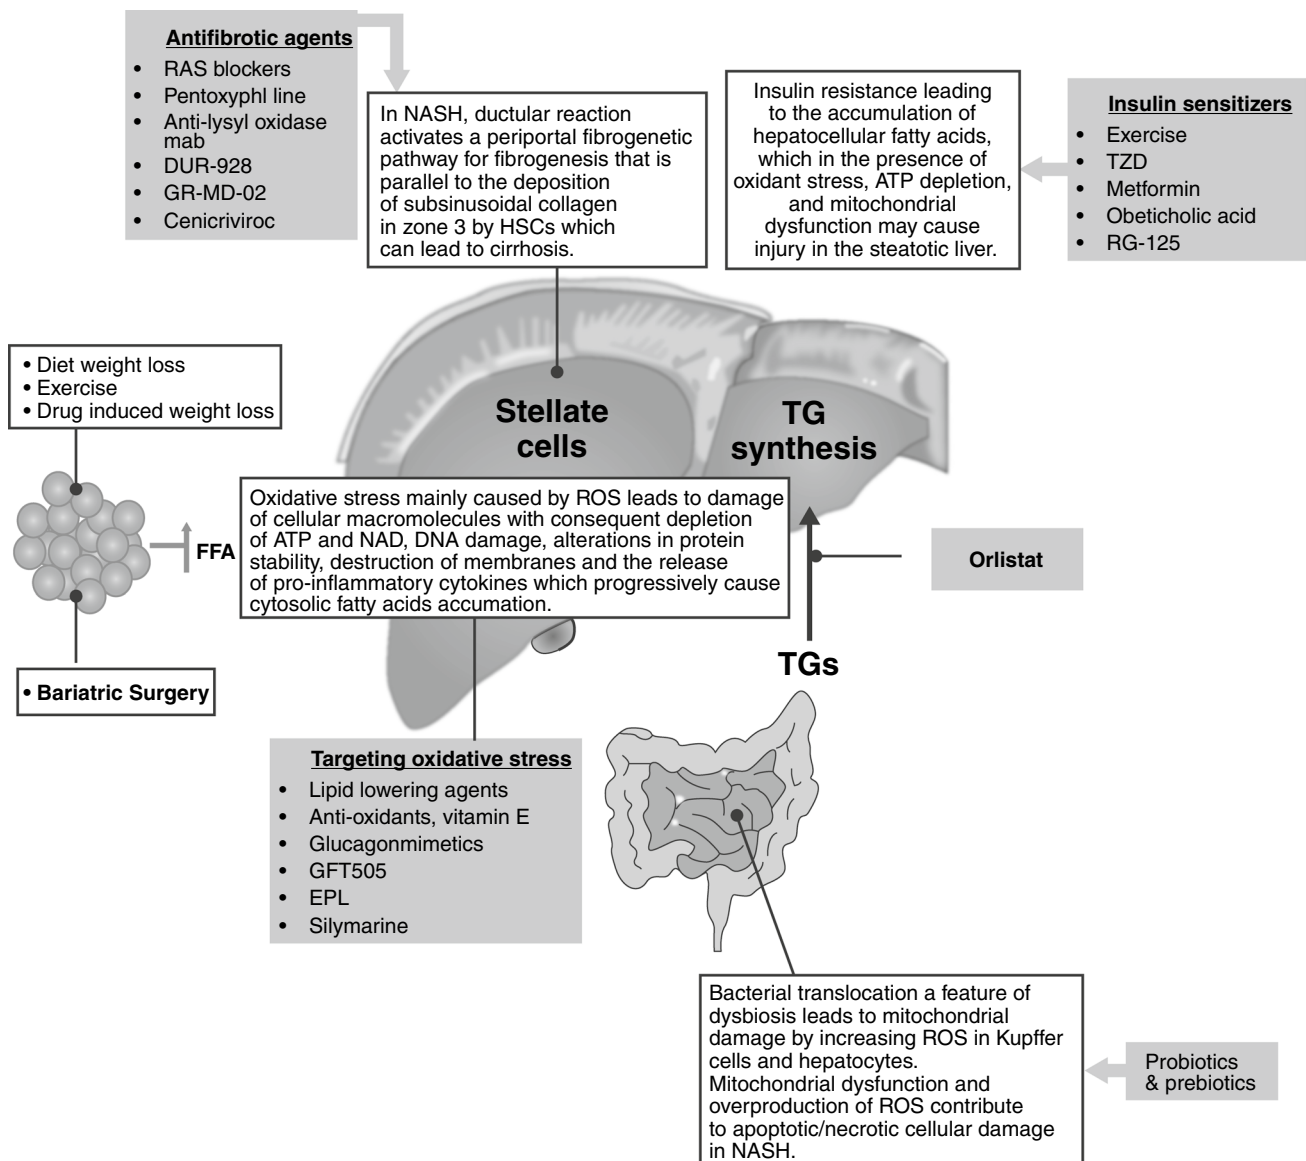 Antifibrotic agents
• RAS blockers
• Pentoxyphl line
• Anti-lysyl oxidase
mab
• DUR-928
• GR-MD-02
• Cenicriviroc
In NASH, ductular reaction
activates a periportal fibrogenetic
pathway for fibrogenesis that is
parallel to the deposition
of subsinusoidal collagen
in zone 3 by HSCs which
can lead to cirrhosis.
Insulin resistance leading
to the accumulation of
hepatocellular fatty acids,
which in the presence of
oxidant stress, ATP depletion,
and mitochondrial
dysfunction may cause
injury in the steatotic liver.
Insulin sensitizers
• Exercise
• TZD
• Metformin
• Obeticholic acid
• RG-125
• Diet weight loss
• Exercise
• Drug induced weight loss
Stellate
cells
TG
synthesis
FFA
Oxidative stress mainly caused by ROS leads to damage
of cellular macromolecules with consequent depletion
of ATP and NAD, DNA damage, alterations in protein
stability, destruction of membranes and the release
of pro-inflammatory cytokines which progressively cause
cytosolic fatty acids accumation.
Orlistat
TGs
• Bariatric Surgery
Targeting oxidative stress
• Lipid lowering agents
• Anti-oxidants, vitamin E
• Glucagonmimetics
• GFT505
• EPL
• Silymarine
Bacterial translocation a feature of
dysbiosis leads to mitochondrial
damage by increasing ROS in Kupffer
cells and hepatocytes.
Mitochondrial dysfunction and
overproduction of ROS contribute
to apoptotic/necrotic cellular damage
in NASH.
Probiotics
& prebiotics